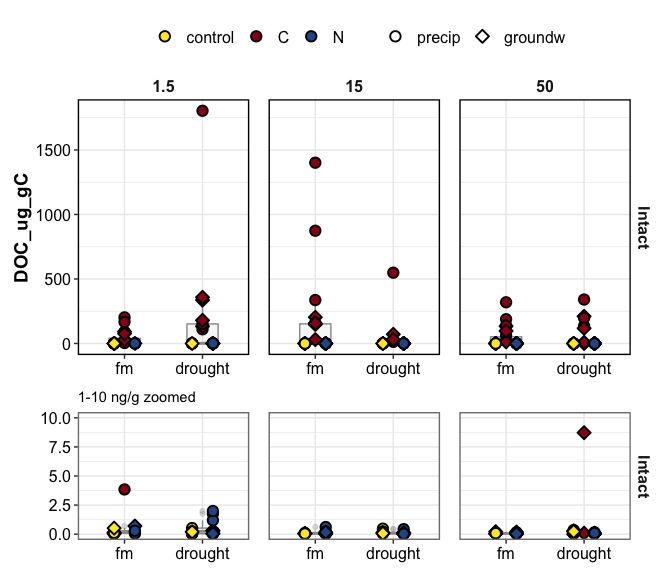 control C N precip groundw
1.5 15 50
DOC_ug_gC
1500
1000
500
0
Intact
fm drought fm drought fm drought
1-10 ng/g zoomed
10.0
7.5
5.0
2.5
0.0
Intact
fm drought fm drought fm drought